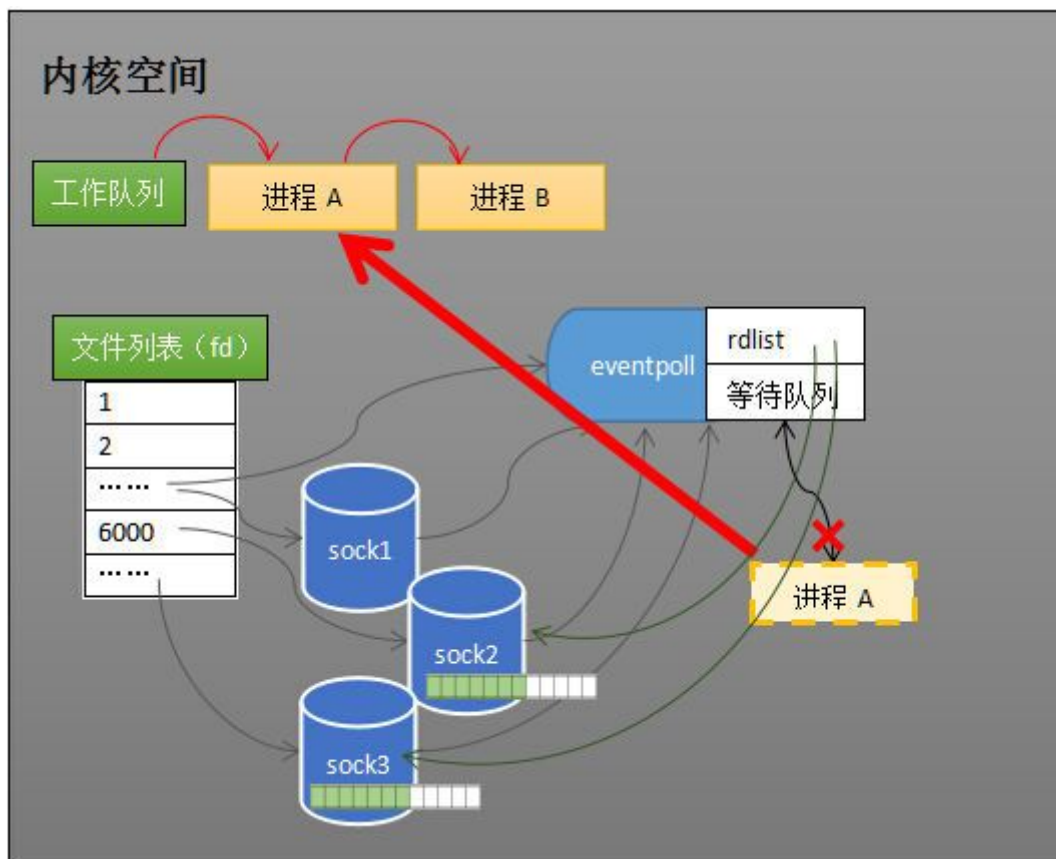 内核空间
工作队列
进程 A
进程 B
文件列表（fd）
1
2
……
6000
……
eventpoll
rdlist
等待队列
sock1
进程 A
sock2
sock3